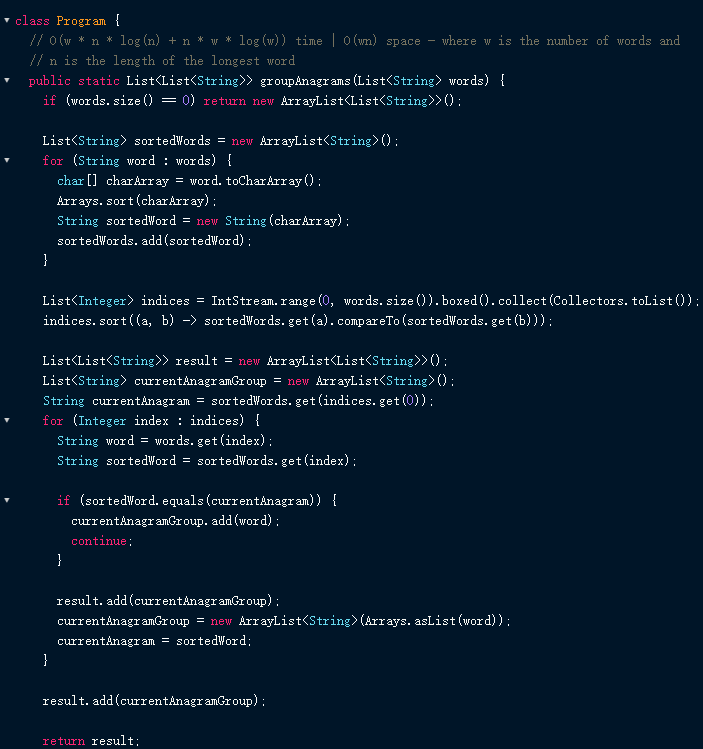 class Program {
// O(w * n * log(n) + n * w * log(w)) time | O(wn) space - where w is the number of words and
// n is the length of the longest word
public static List<List<String>> groupAnagrams(List<String> words) {
if (words.size() == 0) return new ArrayList<List<String>>();
List<String> sortedWords = new ArrayList<String>();
for (String word : words) {
char[] charArray = word.toCharArray();
Arrays.sort(charArray);
String sortedWord = new String(charArray);
sortedWords.add(sortedWord);
}
List<Integer> indices = IntStream.range(0, words.size()).boxed().collect(Collectors.toList());
indices.sort((a, b) -> sortedWords.get(a).compareTo(sortedWords.get(b)));
List<List<String>> result = new ArrayList<List<String>>();
List<String> currentAnagramGroup = new ArrayList<String>();
String currentAnagram = sortedWords.get(indices.get(0));
for (Integer index : indices) {
String word = words.get(index);
String sortedWord = sortedWords.get(index);
if (sortedWord.equals(currentAnagram)) {
currentAnagramGroup.add(word);
continue;
}
result.add(currentAnagramGroup);
currentAnagramGroup = new ArrayList<String>(Arrays.asList(word));
currentAnagram = sortedWord;
}
result.add(currentAnagramGroup);
return result;